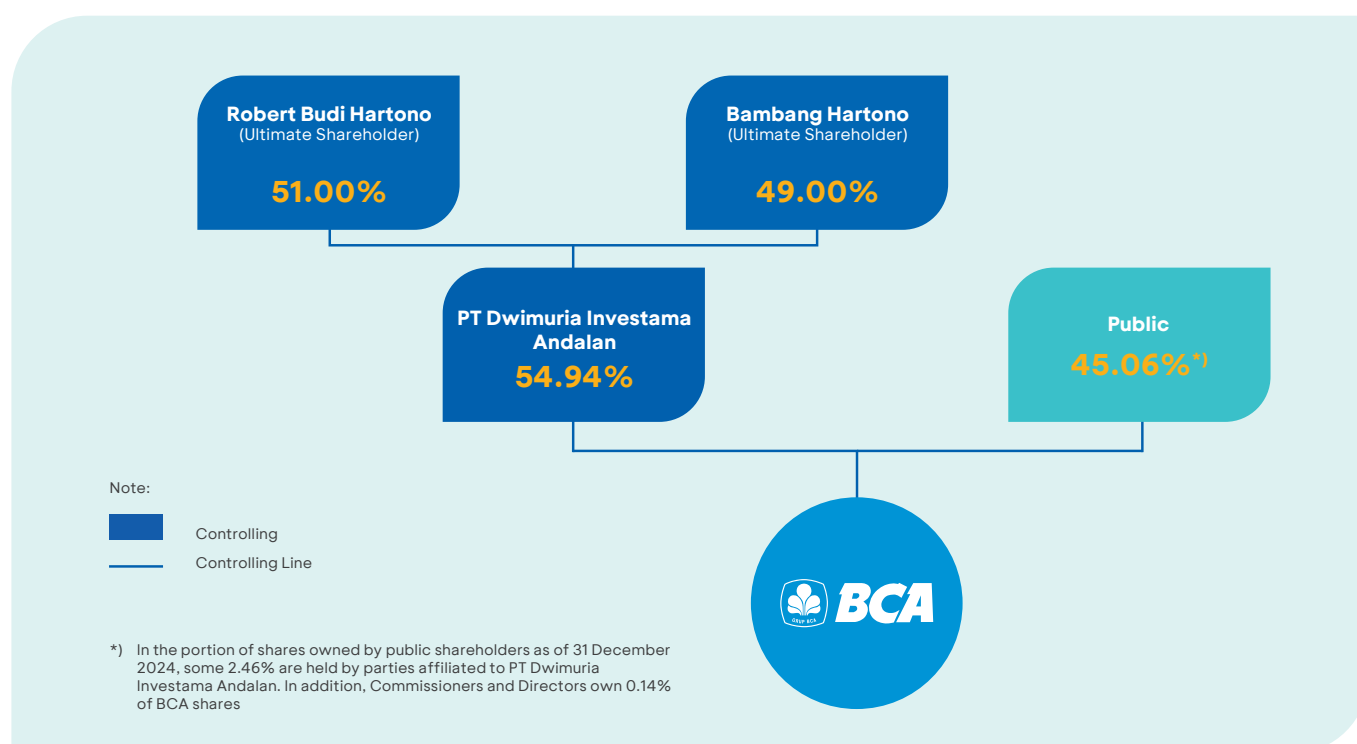 Robert Budi Hartono
(Ultimate Shareholder)
51.00%
Bambang Hartono
(Ultimate Shareholder)
49.00%
PT Dwimuria Investama
Andalan
54.94%
Public
45.06%*)
Note:
Controlling
Controlling Line
GRUP BCA
BCA
*) In the portion of shares owned by public shareholders as of 31 December
2024, some 2.46% are held by parties affiliated to PT Dwimuria
Investama Andalan. In addition, Commissioners and Directors own 0.14%
of BCA shares